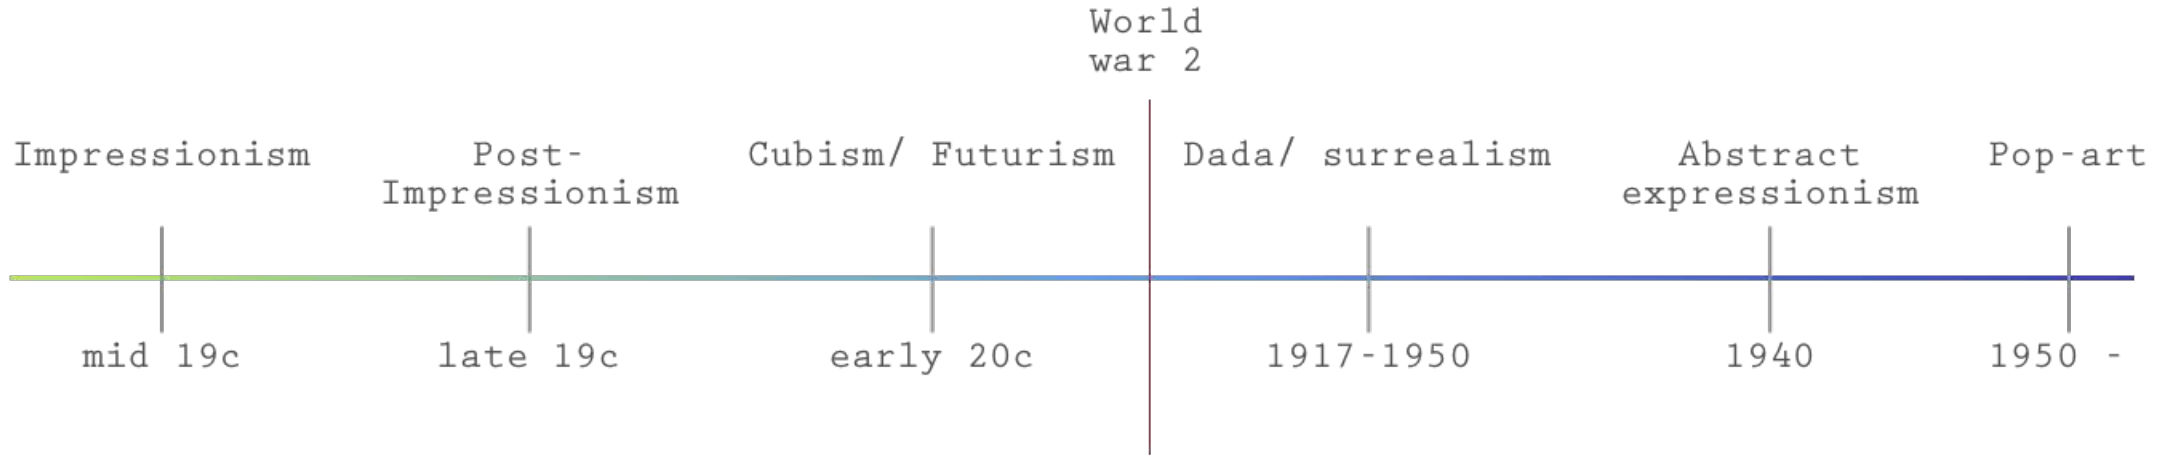 World
war 2
Impressionism
Post-
Impressionism
Cubism/ Futurism
Dada/ surrealism
Abstract
expressionism
Pop-art
mid 19c
late 19c
early 20c
1917-1950
1940
1950 -